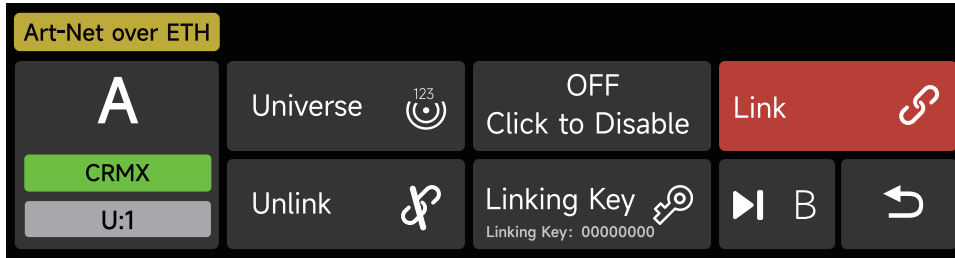 Art-Net over ETH
A
CRMX
U:1
Universe
123
OFF
Click to Disable
Link
Unlink
Linking Key
Linking Key: 00000000
B